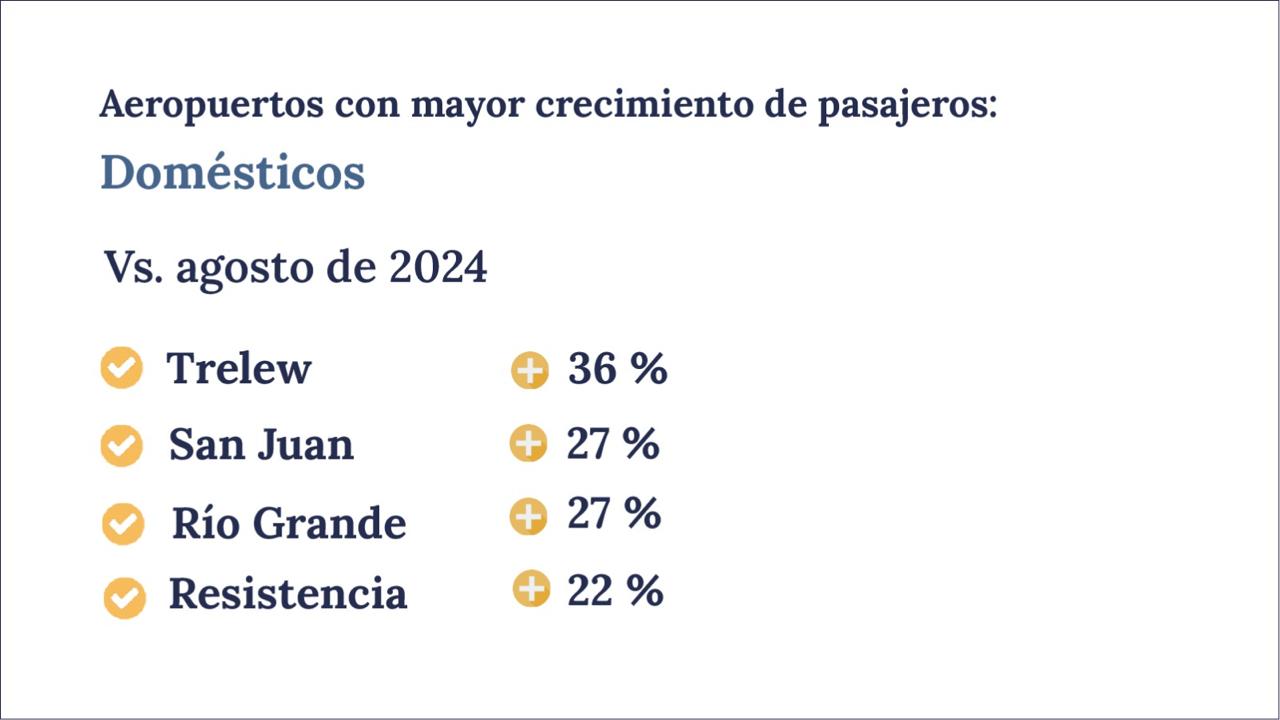 Aeropuertos con mayor crecimiento de pasajeros:
Domésticos
Vs. agosto de 2024
Trelew + 36 %
San Juan + 27 %
Río Grande + 27 %
Resistencia + 22 %